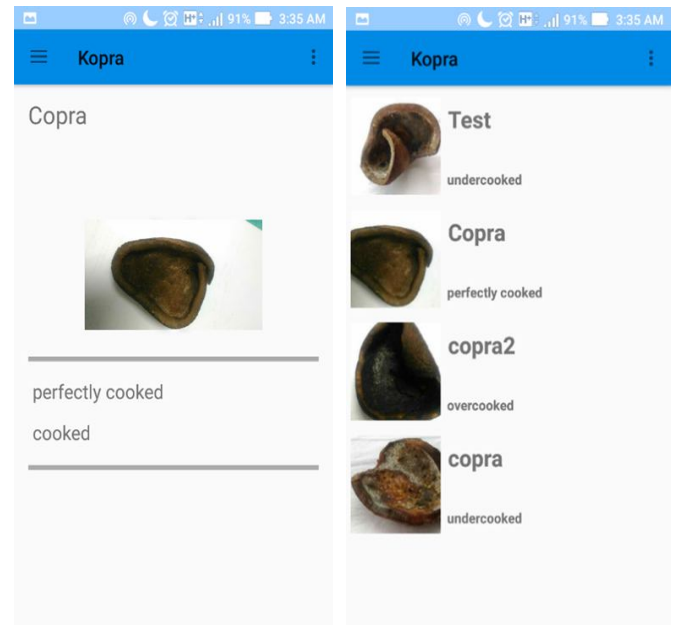 91% 3:35 AM
Kopra
Copra
perfectly cooked
cooked
91% 3:35 AM
Kopra
Test
undercooked
Copra
perfectly cooked
copra2
overcooked
copra
undercooked